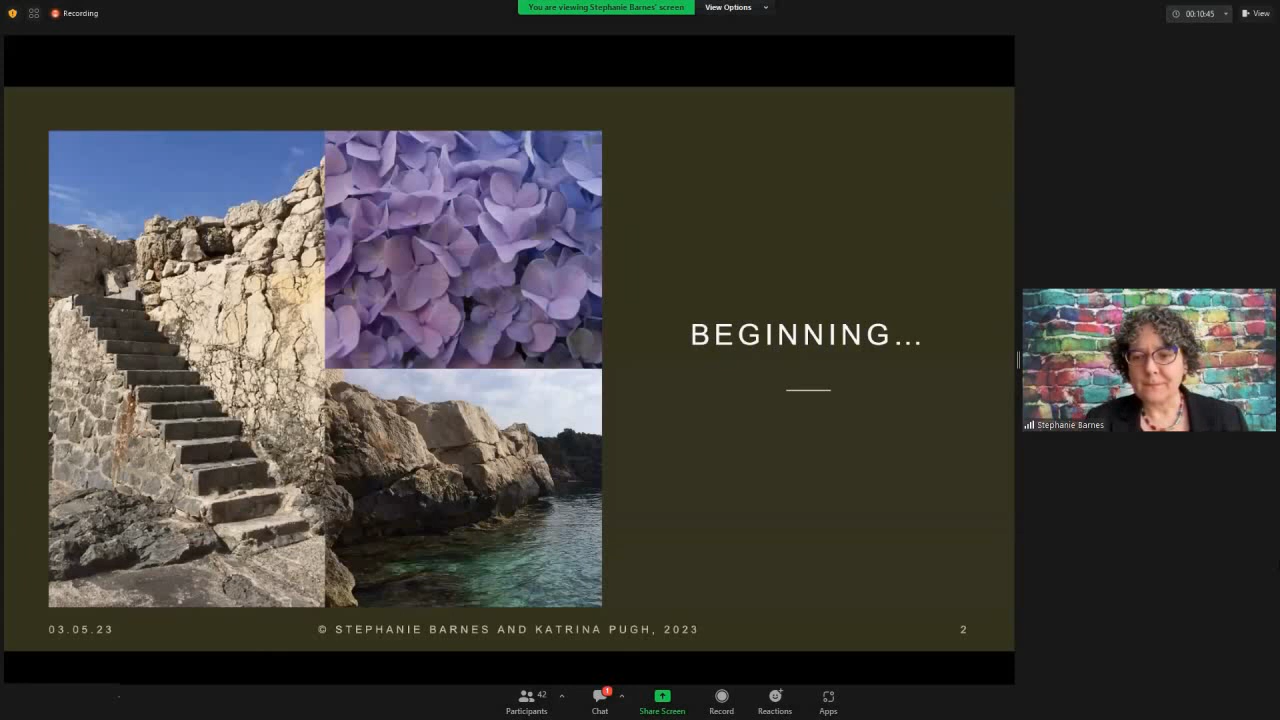 Recording
You are viewing Stephanie Barnes' screen
View Options
00:10:45
View
BEGINNING...
Stephanie Barnes
03.05.23
© STEPHANIE BARNES AND KATRINA PUGH, 2023
2
42
1
Participants
Chat
Share Screen
Record
Reactions
Apps